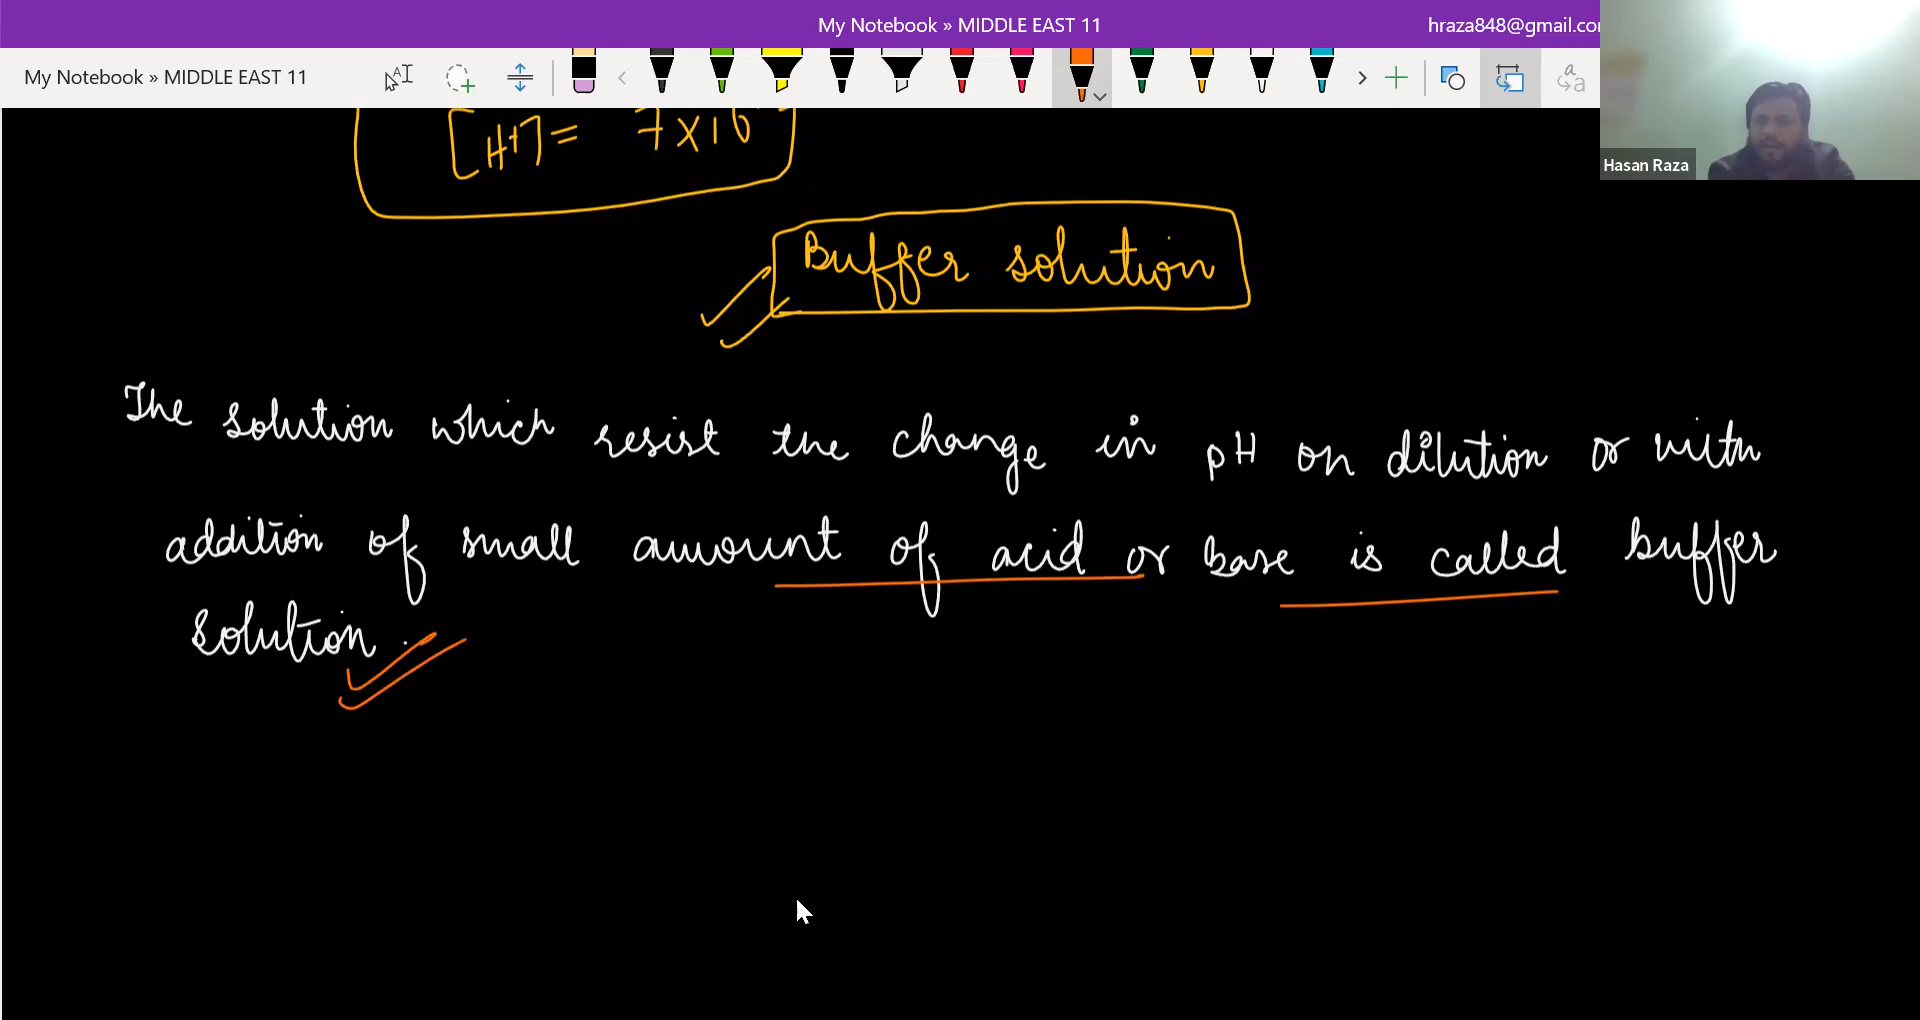 My Notebook » MIDDLE EAST 11
hraza848@gmail.co
My Notebook » MIDDLE EAST 11
Hasan Raza
[H+] = 7 x 10
Buffer solution
The solution which resist the change in pH on dilution or with
addition of small amount of acid or base is called buffer
solution.